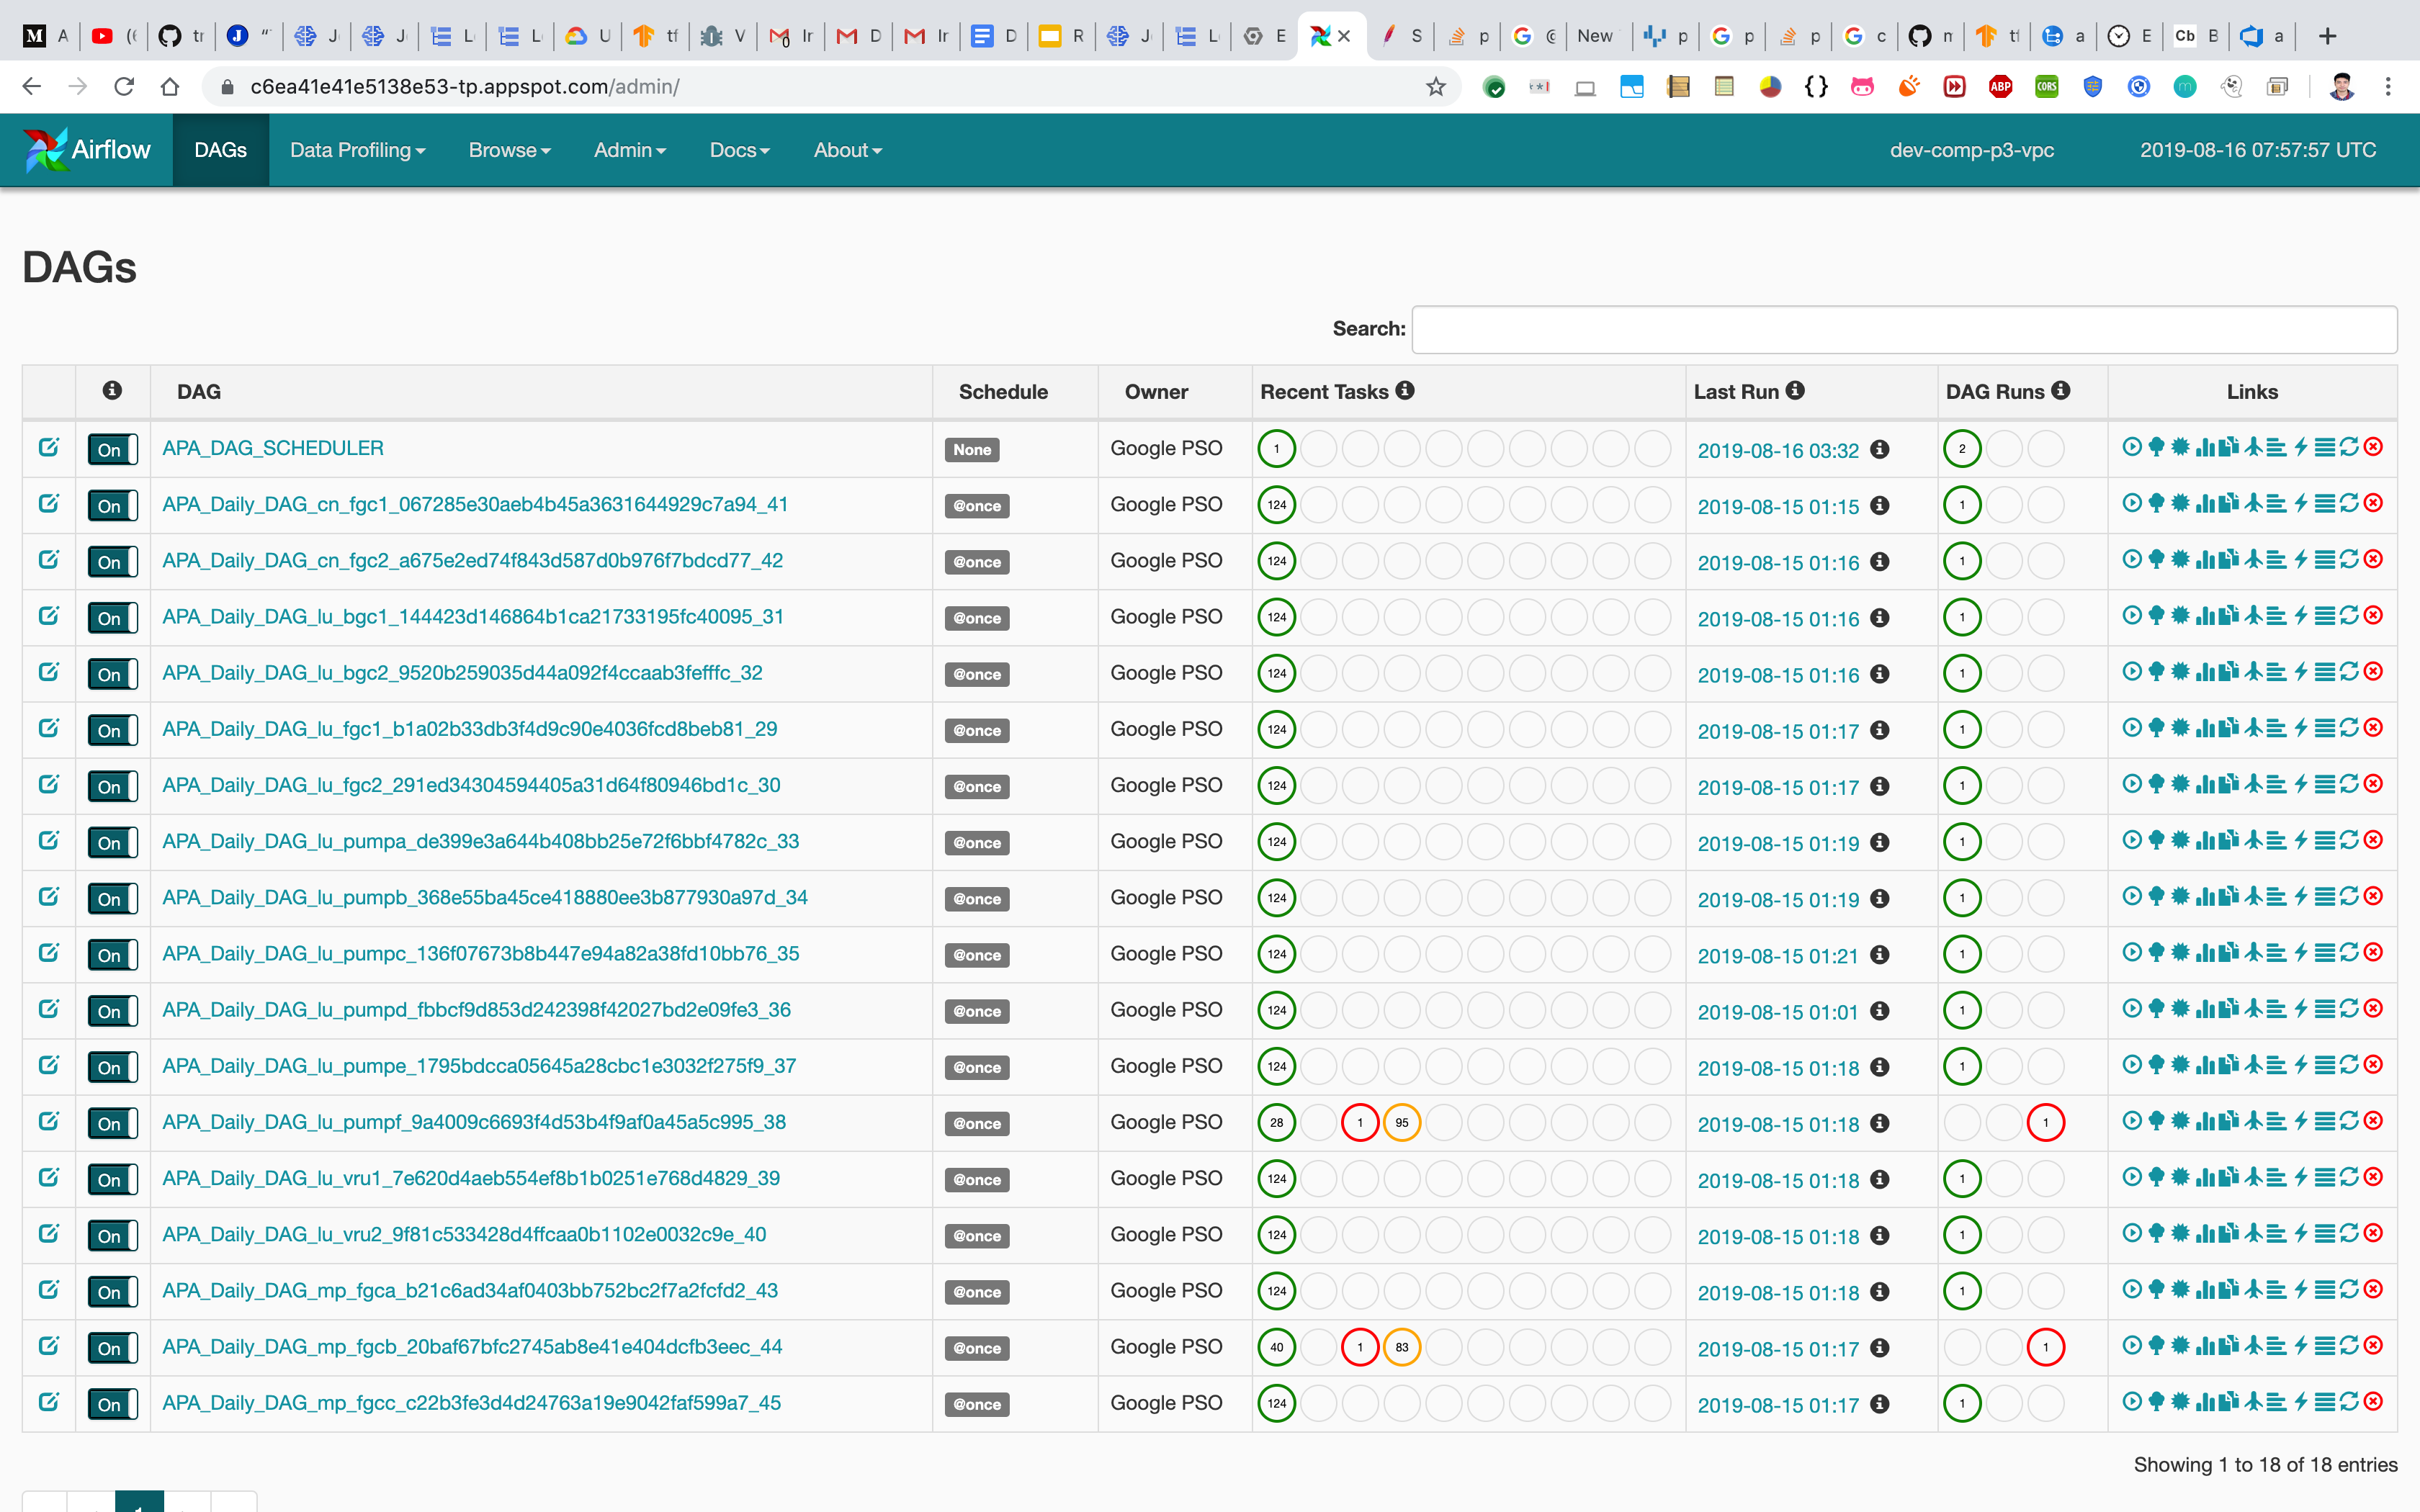 M A ( tr J “ J J L L U tf V Ir M D M Ir D R J L E S p G New p G p p G c m tf a E Cb B a
c6ea41e41e5138e53-tp.appspot.com/admin/
ABP CORS m
Airflow DAGs Data Profiling Browse Admin Docs About dev-comp-p3-vpc 2019-08-16 07:57:57 UTC
DAGs
Search:
DAG Schedule Owner Recent Tasks Last Run DAG Runs Links
On APA_DAG_SCHEDULER None Google PSO 1 2019-08-16 03:32 2
On APA_Daily_DAG_cn_fgc1_067285e30aeb4b45a3631644929c7a94_41 @once Google PSO 124 2019-08-15 01:15 1
On APA_Daily_DAG_cn_fgc2_a675e2ed74f843d587d0b976f7bdcd77_42 @once Google PSO 124 2019-08-15 01:16 1
On APA_Daily_DAG_lu_bgc1_144423d146864b1ca21733195fc40095_31 @once Google PSO 124 2019-08-15 01:16 1
On APA_Daily_DAG_lu_bgc2_9520b259035d44a092f4ccaab3fefffc_32 @once Google PSO 124 2019-08-15 01:16 1
On APA_Daily_DAG_lu_fgc1_b1a02b33db3f4d9c90e4036fcd8beb81_29 @once Google PSO 124 2019-08-15 01:17 1
On APA_Daily_DAG_lu_fgc2_291ed34304594405a31d64f80946bd1c_30 @once Google PSO 124 2019-08-15 01:17 1
On APA_Daily_DAG_lu_pumpa_de399e3a644b408bb25e72f6bbf4782c_33 @once Google PSO 124 2019-08-15 01:19 1
On APA_Daily_DAG_lu_pumpb_368e55ba45ce418880ee3b877930a97d_34 @once Google PSO 124 2019-08-15 01:19 1
On APA_Daily_DAG_lu_pumpc_136f07673b8b447e94a82a38fd10bb76_35 @once Google PSO 124 2019-08-15 01:21 1
On APA_Daily_DAG_lu_pumpd_fbbcf9d853d242398f42027bd2e09fe3_36 @once Google PSO 124 2019-08-15 01:01 1
On APA_Daily_DAG_lu_pumpe_1795bdcca05645a28cbc1e3032f275f9_37 @once Google PSO 124 2019-08-15 01:18 1
On APA_Daily_DAG_lu_pumpf_9a4009c6693f4d53b4f9af0a45a5c995_38 @once Google PSO 28 1 95 2019-08-15 01:18 1
On APA_Daily_DAG_lu_vru1_7e620d4aeb554ef8b1b0251e768d4829_39 @once Google PSO 124 2019-08-15 01:18 1
On APA_Daily_DAG_lu_vru2_9f81c533428d4ffcaa0b1102e0032c9e_40 @once Google PSO 124 2019-08-15 01:18 1
On APA_Daily_DAG_mp_fgca_b21c6ad34af0403bb752bc2f7a2fcfd2_43 @once Google PSO 124 2019-08-15 01:18 1
On APA_Daily_DAG_mp_fgcb_20baf67bfc2745ab8e41e404dcfb3eec_44 @once Google PSO 40 1 83 2019-08-15 01:17 1
On APA_Daily_DAG_mp_fgcc_c22b3fe3d4d24763a19e9042faf599a7_45 @once Google PSO 124 2019-08-15 01:17 1
Showing 1 to 18 of 18 entries